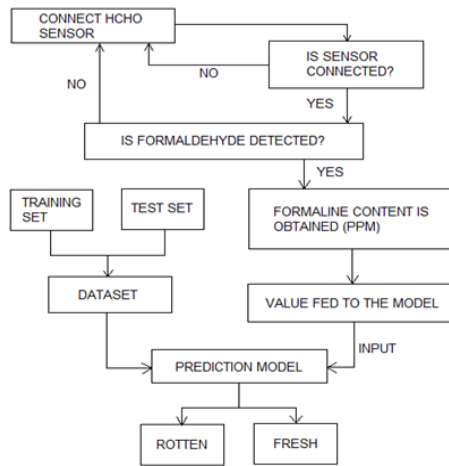 CONNECT HCHO
SENSOR
IS SENSOR
CONNECTED?
NO
NO
YES
IS FORMALDEHYDE DETECTED?
YES
TRAINING
SET
TEST SET
FORMALINE CONTENT IS
OBTAINED (PPM)
DATASET
VALUE FED TO THE MODEL
INPUT
PREDICTION MODEL
ROTTEN
FRESH